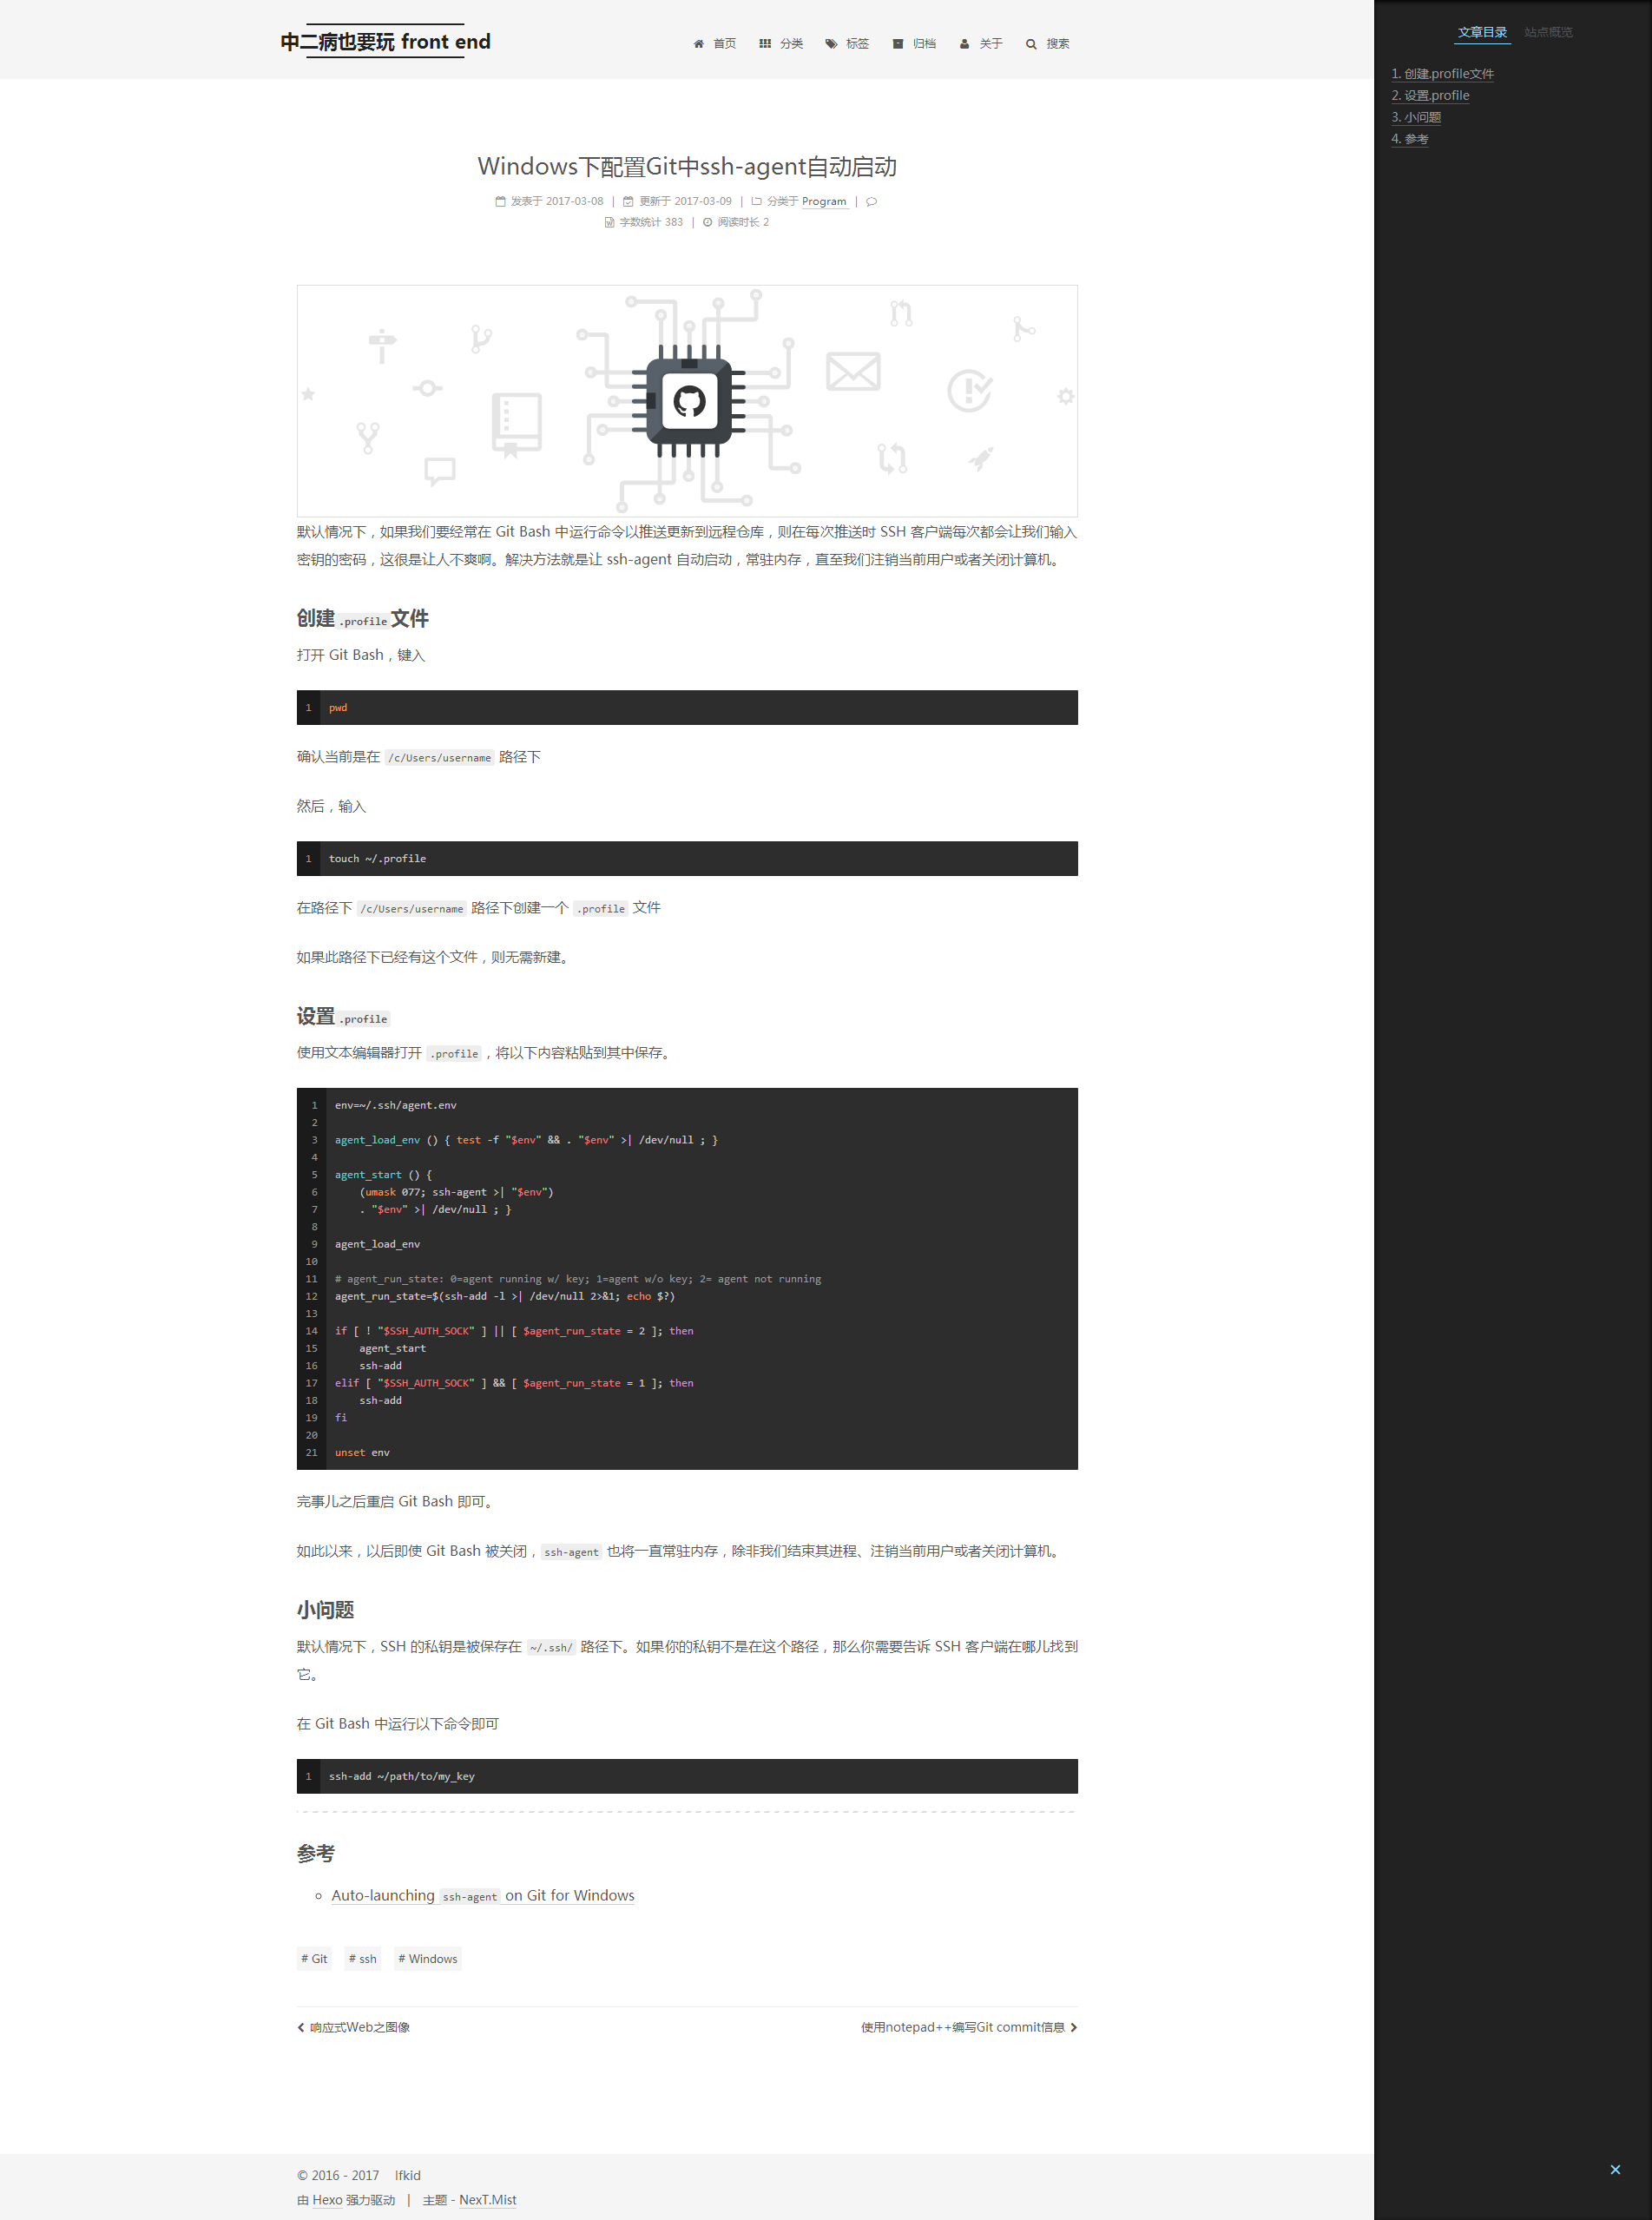 中二病也要玩 front end
首页 分类 标签 归档 关于 搜索
文章目录 站点概览
1. 创建.profile文件
2. 设置.profile
3. 小问题
4. 参考
Windows下配置Git中ssh-agent自动启动
发表于 2017-03-08 | 更新于 2017-03-09 | 分类于 Program |
字数统计 383 | 阅读时长 2
默认情况下，如果我们要经常在 Git Bash 中运行命令以推送更新到远程仓库，则在每次推送时 SSH 客户端每次都会让我们输入
密钥的密码，这很是让人不爽啊。解决方法就是让 ssh-agent 自动启动，常驻内存，直至我们注销当前用户或者关闭计算机。
创建.profile文件
打开 Git Bash，键入
1 pwd
确认当前是在 /c/Users/username 路径下
然后，输入
1 touch ~/.profile
在路径下 /c/Users/username 路径下创建一个 .profile 文件
如果此路径下已经有这个文件，则无需新建。
设置.profile
使用文本编辑器打开 .profile，将以下内容粘贴到其中保存。
1 env=~/.ssh/agent.env
2
3 agent_load_env () { test -f "$env" && . "$env" >| /dev/null ; }
4
5 agent_start () {
6     (umask 077; ssh-agent >| "$env")
7     . "$env" >| /dev/null ; }
8
9 agent_load_env
10
11 # agent_run_state: 0=agent running w/ key; 1=agent w/o key; 2= agent not running
12 agent_run_state=$(ssh-add -l >| /dev/null 2>&1; echo $?)
13
14 if [ ! "$SSH_AUTH_SOCK" ] || [ $agent_run_state = 2 ]; then
15     agent_start
16     ssh-add
17 elif [ "$SSH_AUTH_SOCK" ] && [ $agent_run_state = 1 ]; then
18     ssh-add
19 fi
20
21 unset env
完事儿之后重启 Git Bash 即可。
如此以来，以后即使 Git Bash 被关闭，ssh-agent 也将一直常驻内存，除非我们结束其进程、注销当前用户或者关闭计算机。
小问题
默认情况下，SSH 的私钥是被保存在 ~/.ssh/ 路径下。如果你的私钥不是在这个路径，那么你需要告诉 SSH 客户端在哪儿找到
它。
在 Git Bash 中运行以下命令即可
1 ssh-add ~/path/to/my_key
参考
Auto-launching ssh-agent on Git for Windows
# Git # ssh # Windows
响应式Web之图像 使用notepad++编写Git commit信息
© 2016 - 2017 lfkid
由 Hexo 强力驱动 | 主题 - NexT.Mist